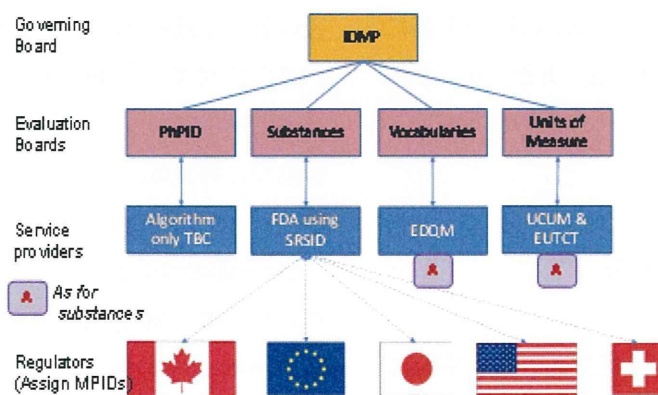 Governing
Board
IDMP
Evaluation
Boards
PhPID
Substances
Vocabularies
Units of
Measure
Service
providers
Algorithm
only TBC
FDA using
SRSID
EDQM
UCUM &
EUTCT
A
A
A
As for
substances
Regulators
(Assign MPIDs)